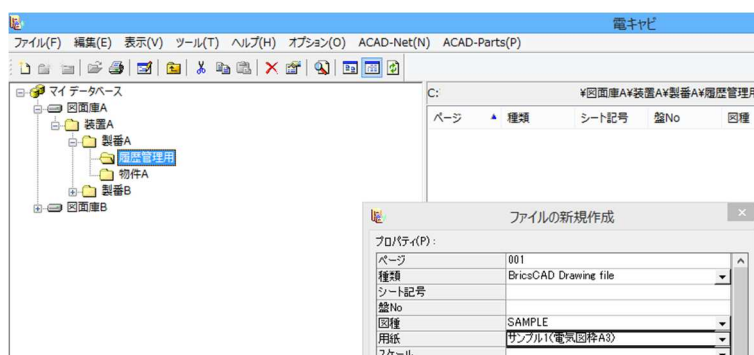 電キャビ
ファイル(F) 編集(E) 表示(V) ツール(T) ヘルプ(H) オプション(O) ACAD-Net(N) ACAD-Parts(P)
マイ データベース
図面庫A
装置A
製番A
履歴管理用
物件A
製番B
図面庫B
C: ¥図面庫A¥装置A¥製番A¥履歴管理用
ページ 種類 シート記号 盤No 図種
ファイルの新規作成
プロパティ(P):
ページ 001
種類 BricsCAD Drawing file
シート記号
盤No
図種 SAMPLE
用紙 サンプル1(電気図枠A3)
スケール